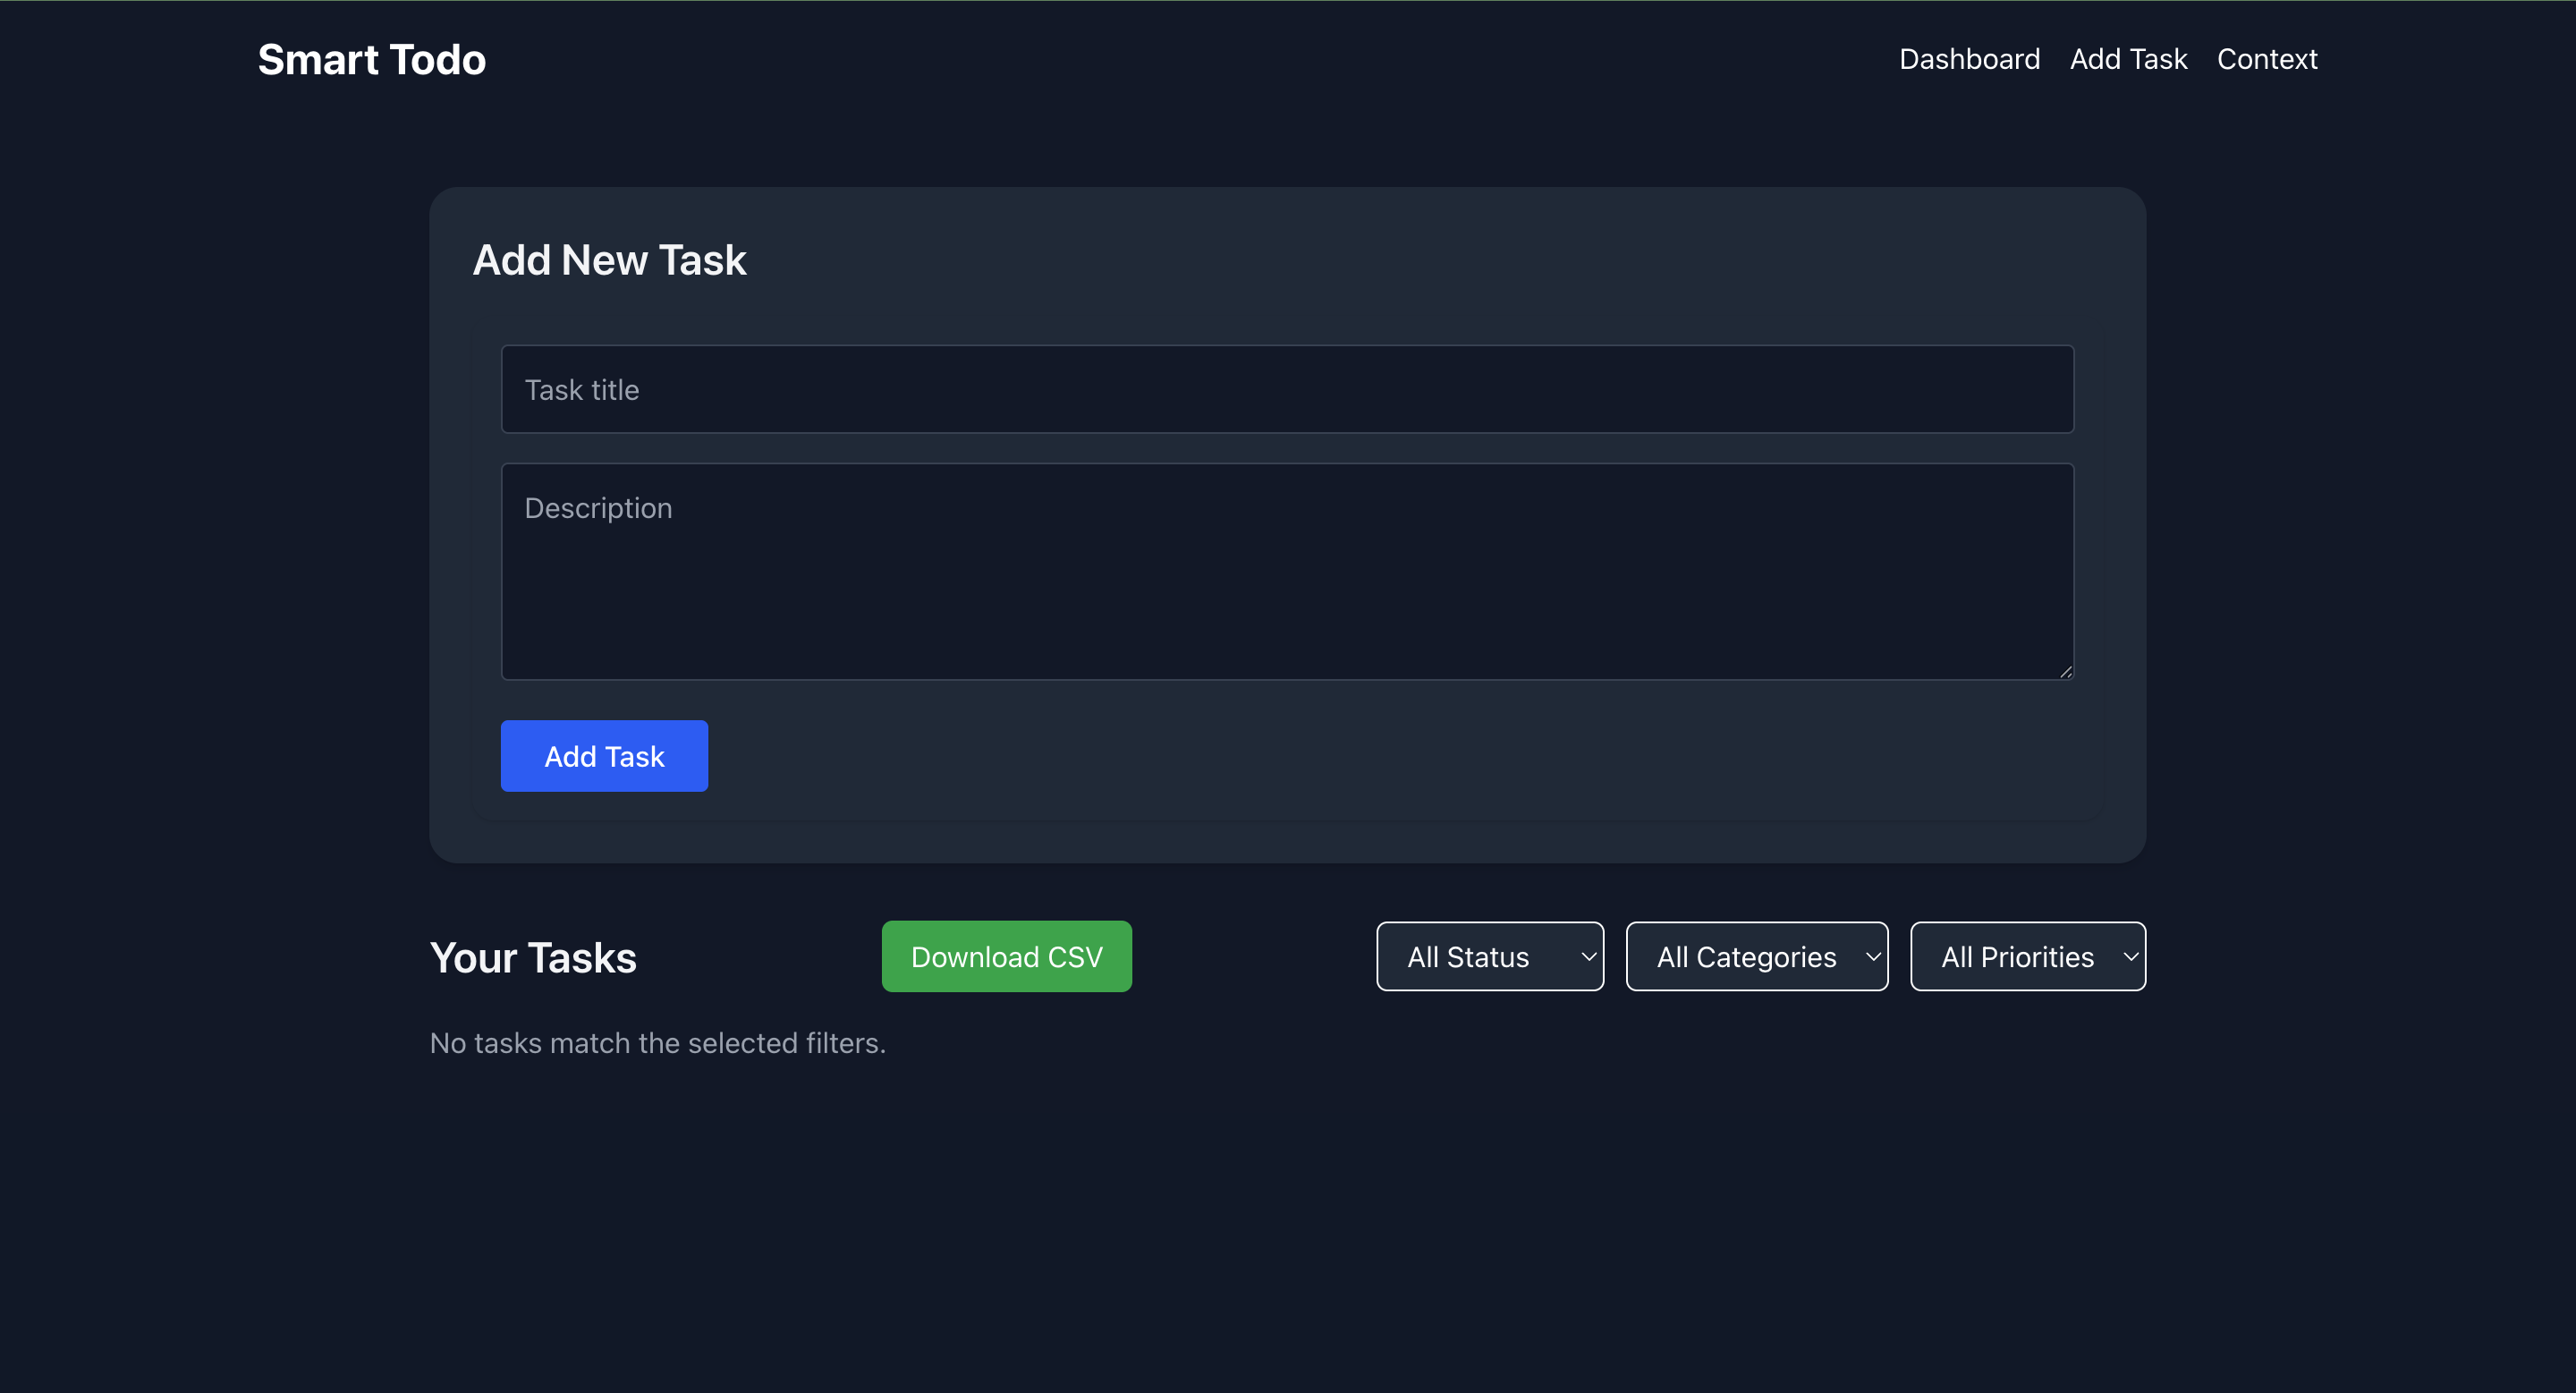 Smart Todo
Dashboard Add Task Context
Add New Task
Task title
Description
Add Task
Your Tasks
Download CSV
All Status
All Categories
All Priorities
No tasks match the selected filters.